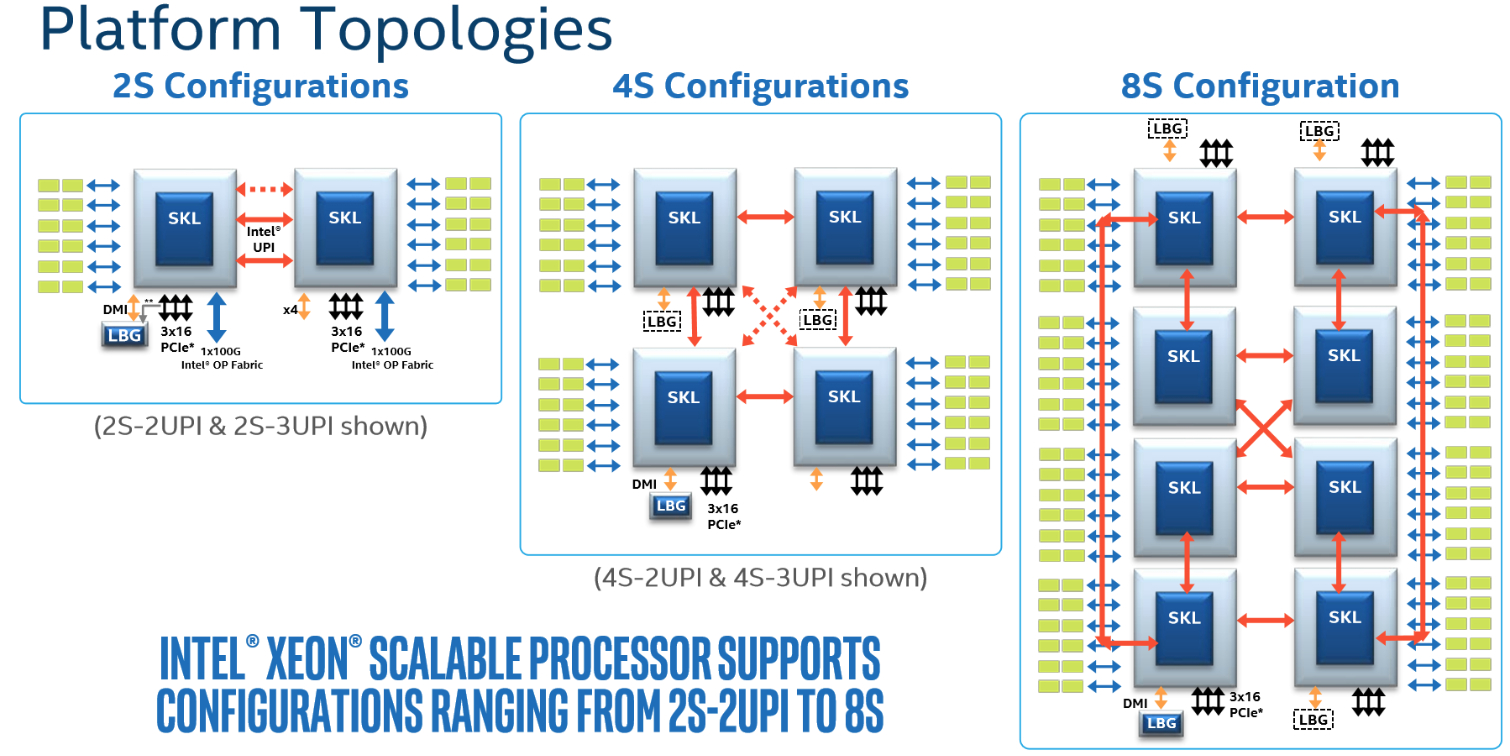 Platform Topologies
2S Configurations
SKL
SKL
Intel®
UPI
DMI
**
LBG
3x16
PCIe*
1x100G
Intel® OP Fabric
x4
3x16
PCIe*
1x100G
Intel® OP Fabric
(2S-2UPI & 2S-3UPI shown)
4S Configurations
SKL
SKL
LBG
LBG
SKL
SKL
DMI
LBG
3x16
PCIe*
(4S-2UPI & 4S-3UPI shown)
8S Configuration
LBG
LBG
SKL
SKL
SKL
SKL
SKL
SKL
SKL
SKL
DMI
LBG
3x16
PCIe*
LBG
INTEL® XEON® SCALABLE PROCESSOR SUPPORTS
CONFIGURATIONS RANGING FROM 2S-2UPI TO 8S